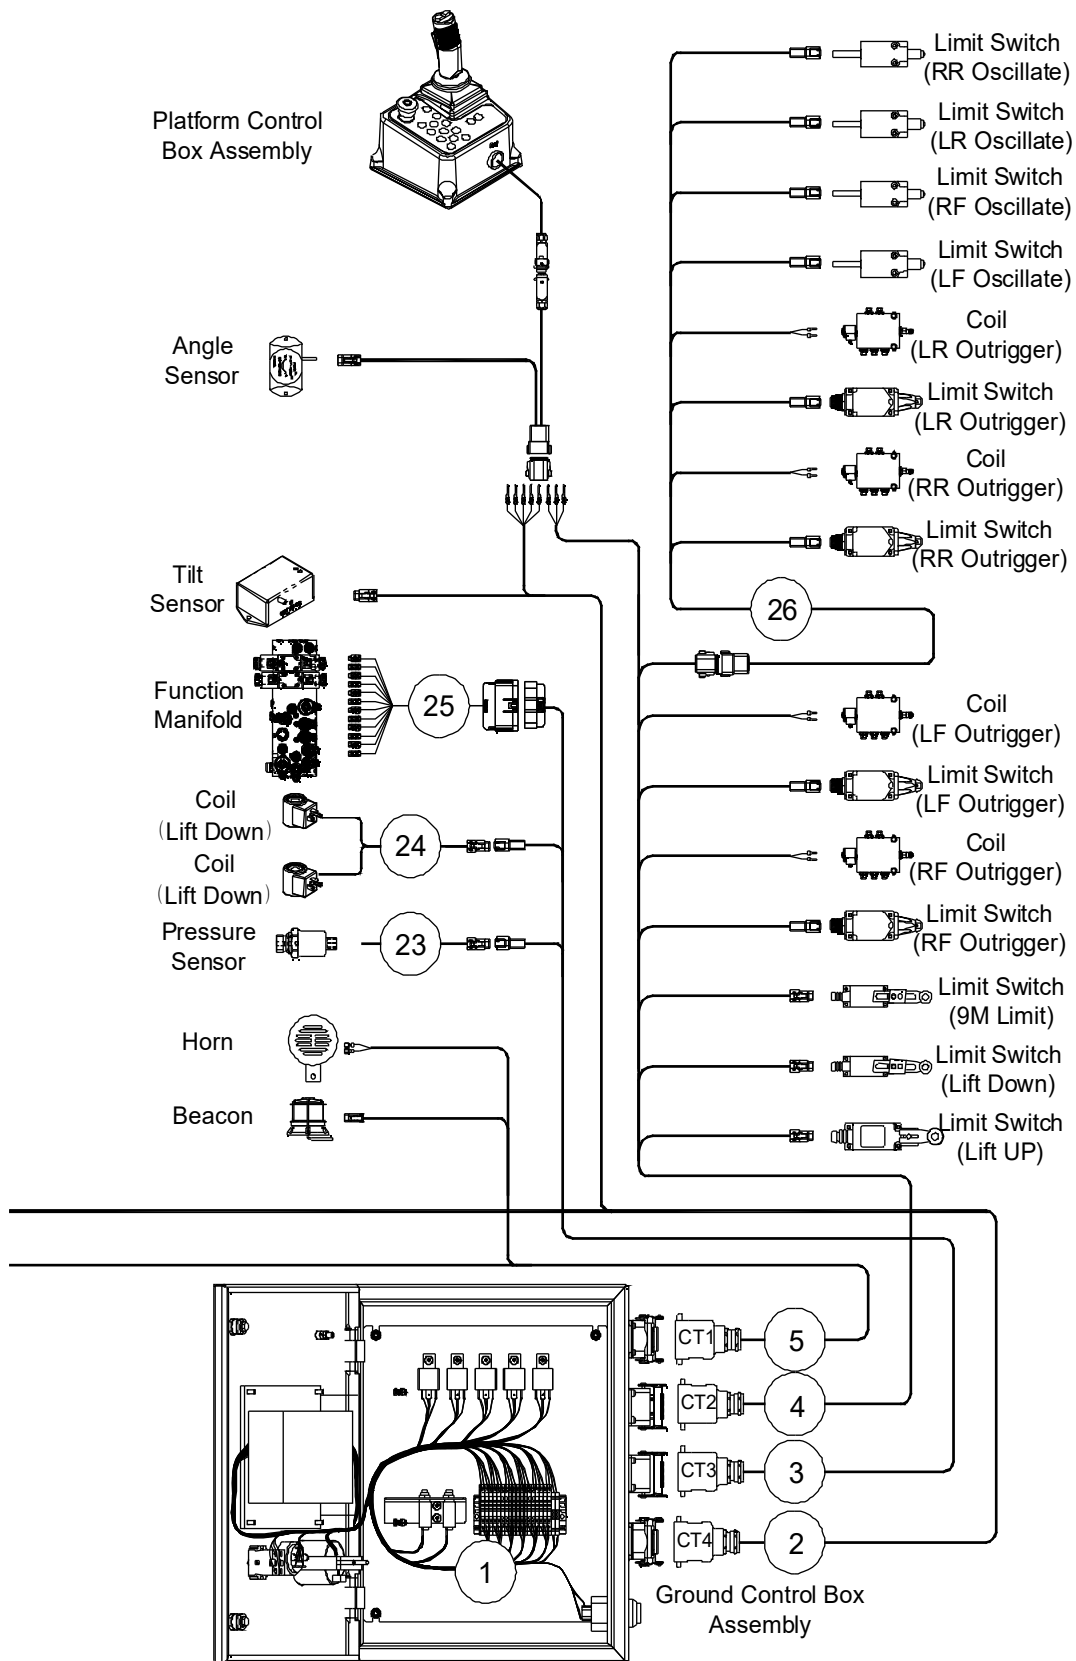 Platform Control
Box Assembly
Angle
Sensor
Tilt
Sensor
Function
Manifold
25
Coil
(Lift Down)
24
Coil
(Lift Down)
Pressure
Sensor
23
Horn
Beacon
Limit Switch
(RR Oscillate)
Limit Switch
(LR Oscillate)
Limit Switch
(RF Oscillate)
Limit Switch
(LF Oscillate)
Coil
(LR Outrigger)
Limit Switch
(LR Outrigger)
Coil
(RR Outrigger)
Limit Switch
(RR Outrigger)
26
Coil
(LF Outrigger)
Limit Switch
(LF Outrigger)
Coil
(RF Outrigger)
Limit Switch
(RF Outrigger)
Limit Switch
(9M Limit)
Limit Switch
(Lift Down)
Limit Switch
(Lift UP)
CT1 5
CT2 4
CT3 3
CT4 2
1
Ground Control Box
Assembly